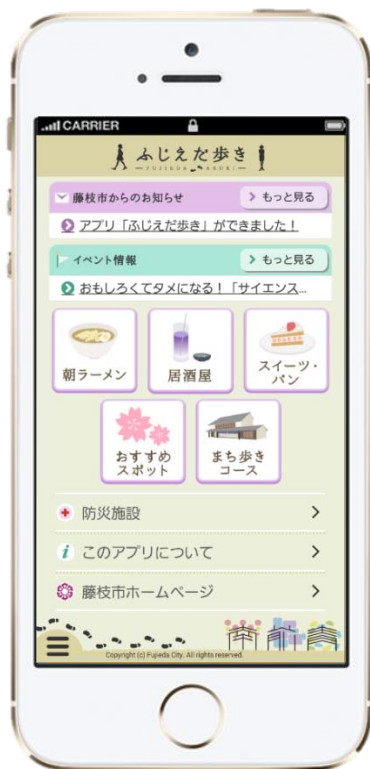 CARRIER
ふじえだ歩き
FUJIEDA ARUKI
藤枝市からのお知らせ
もっと見る
アプリ「ふじえだ歩き」ができました！
イベント情報
もっと見る
おもしろくてタメになる！「サイエンス...
朝ラーメン
居酒屋
スイーツ・
パン
おすすめ
スポット
まち歩き
コース
防災施設
このアプリについて
藤枝市ホームページ
Copyright (c) Fujieda City. All rights reserved.